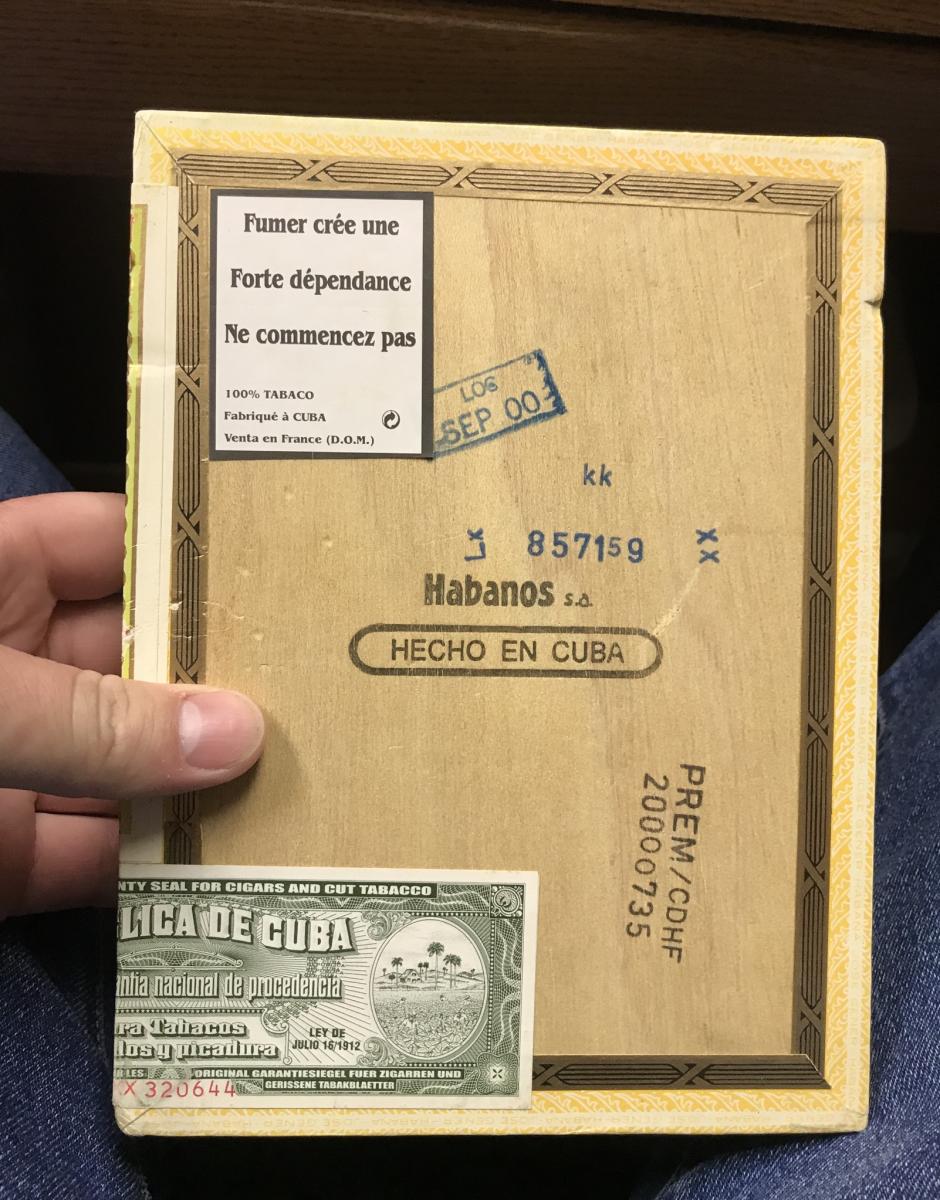 Fumer crée une
Forte dépendance
Ne commencez pas
100% TABACO
Fabriqué à CUBA
Venta en France (D.O.M.)
LOG
SEP 00
kk
Lx 857159 XX
Habanos s.a.
HECHO EN CUBA
PREM/CDHF
20000735
NTY SEAL FOR CIGARS AND CUT TABACCO
LICA DE CUBA
ntia nacional de procedencia
ra Tabacos
dos y picadura
LEY DE
JULIO 16/1912
ORIGINAL GARANTIESIEGEL FUER ZIGARREN UND
GERISSENE TABAKBLAETTER
X 320644